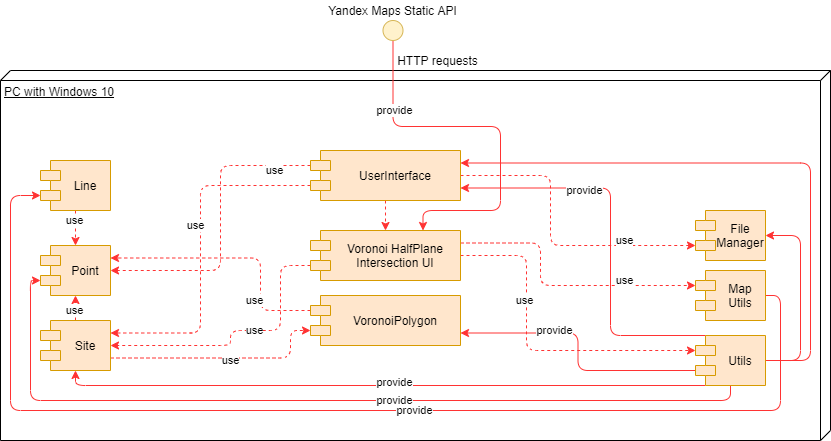 Yandex Maps Static API
HTTP requests
PC with Windows 10
provide
Line
use
UserInterface
provide
use
use
File
Manager
Voronoi HalfPlane
Intersection UI
use
Point
Map
Utils
use
use
use
use
VoronoiPolygon
use
provide
Site
use
Utils
provide
provide
provide